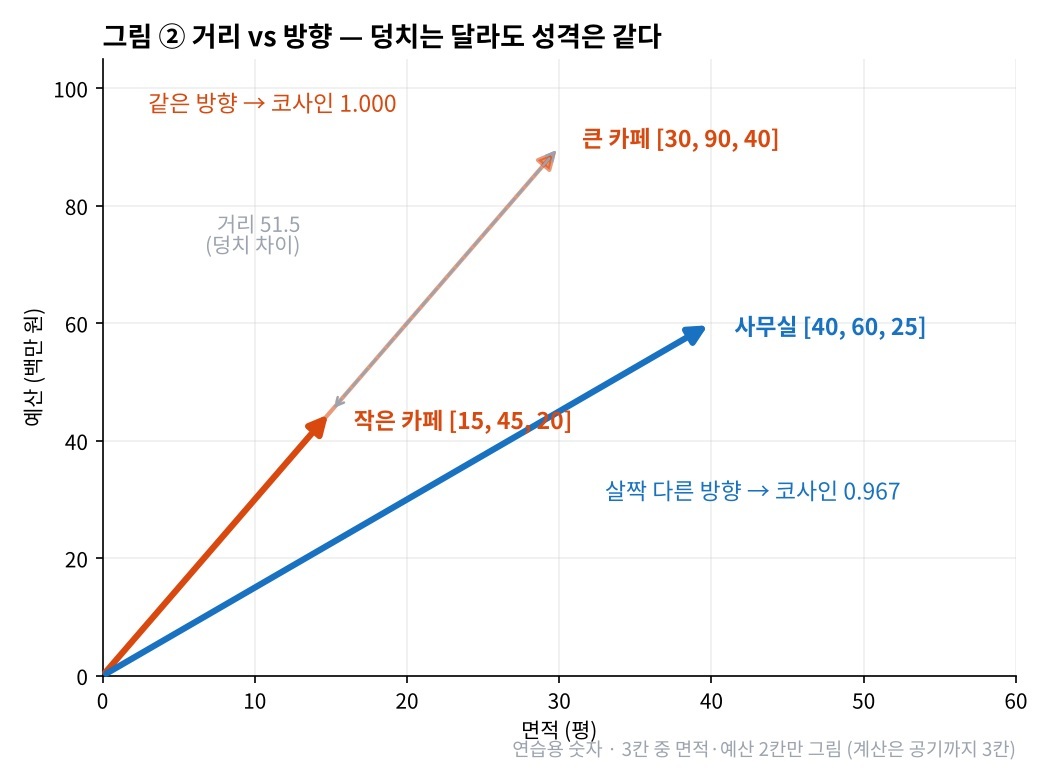 그림 ② 거리 vs 방향 — 덩치는 달라도 성격은 같다
100
같은 방향 → 코사인 1.000
큰 카페 [30, 90, 40]
80
거리 51.5
(덩치 차이)
예산 (백만 원)
60
사무실 [40, 60, 25]
작은 카페 [15, 45, 20]
40
살짝 다른 방향 → 코사인 0.967
20
0
0 10 20 30 40 50 60
면적 (평)
연습용 숫자 · 3칸 중 면적·예산 2칸만 그림 (계산은 공기까지 3칸)